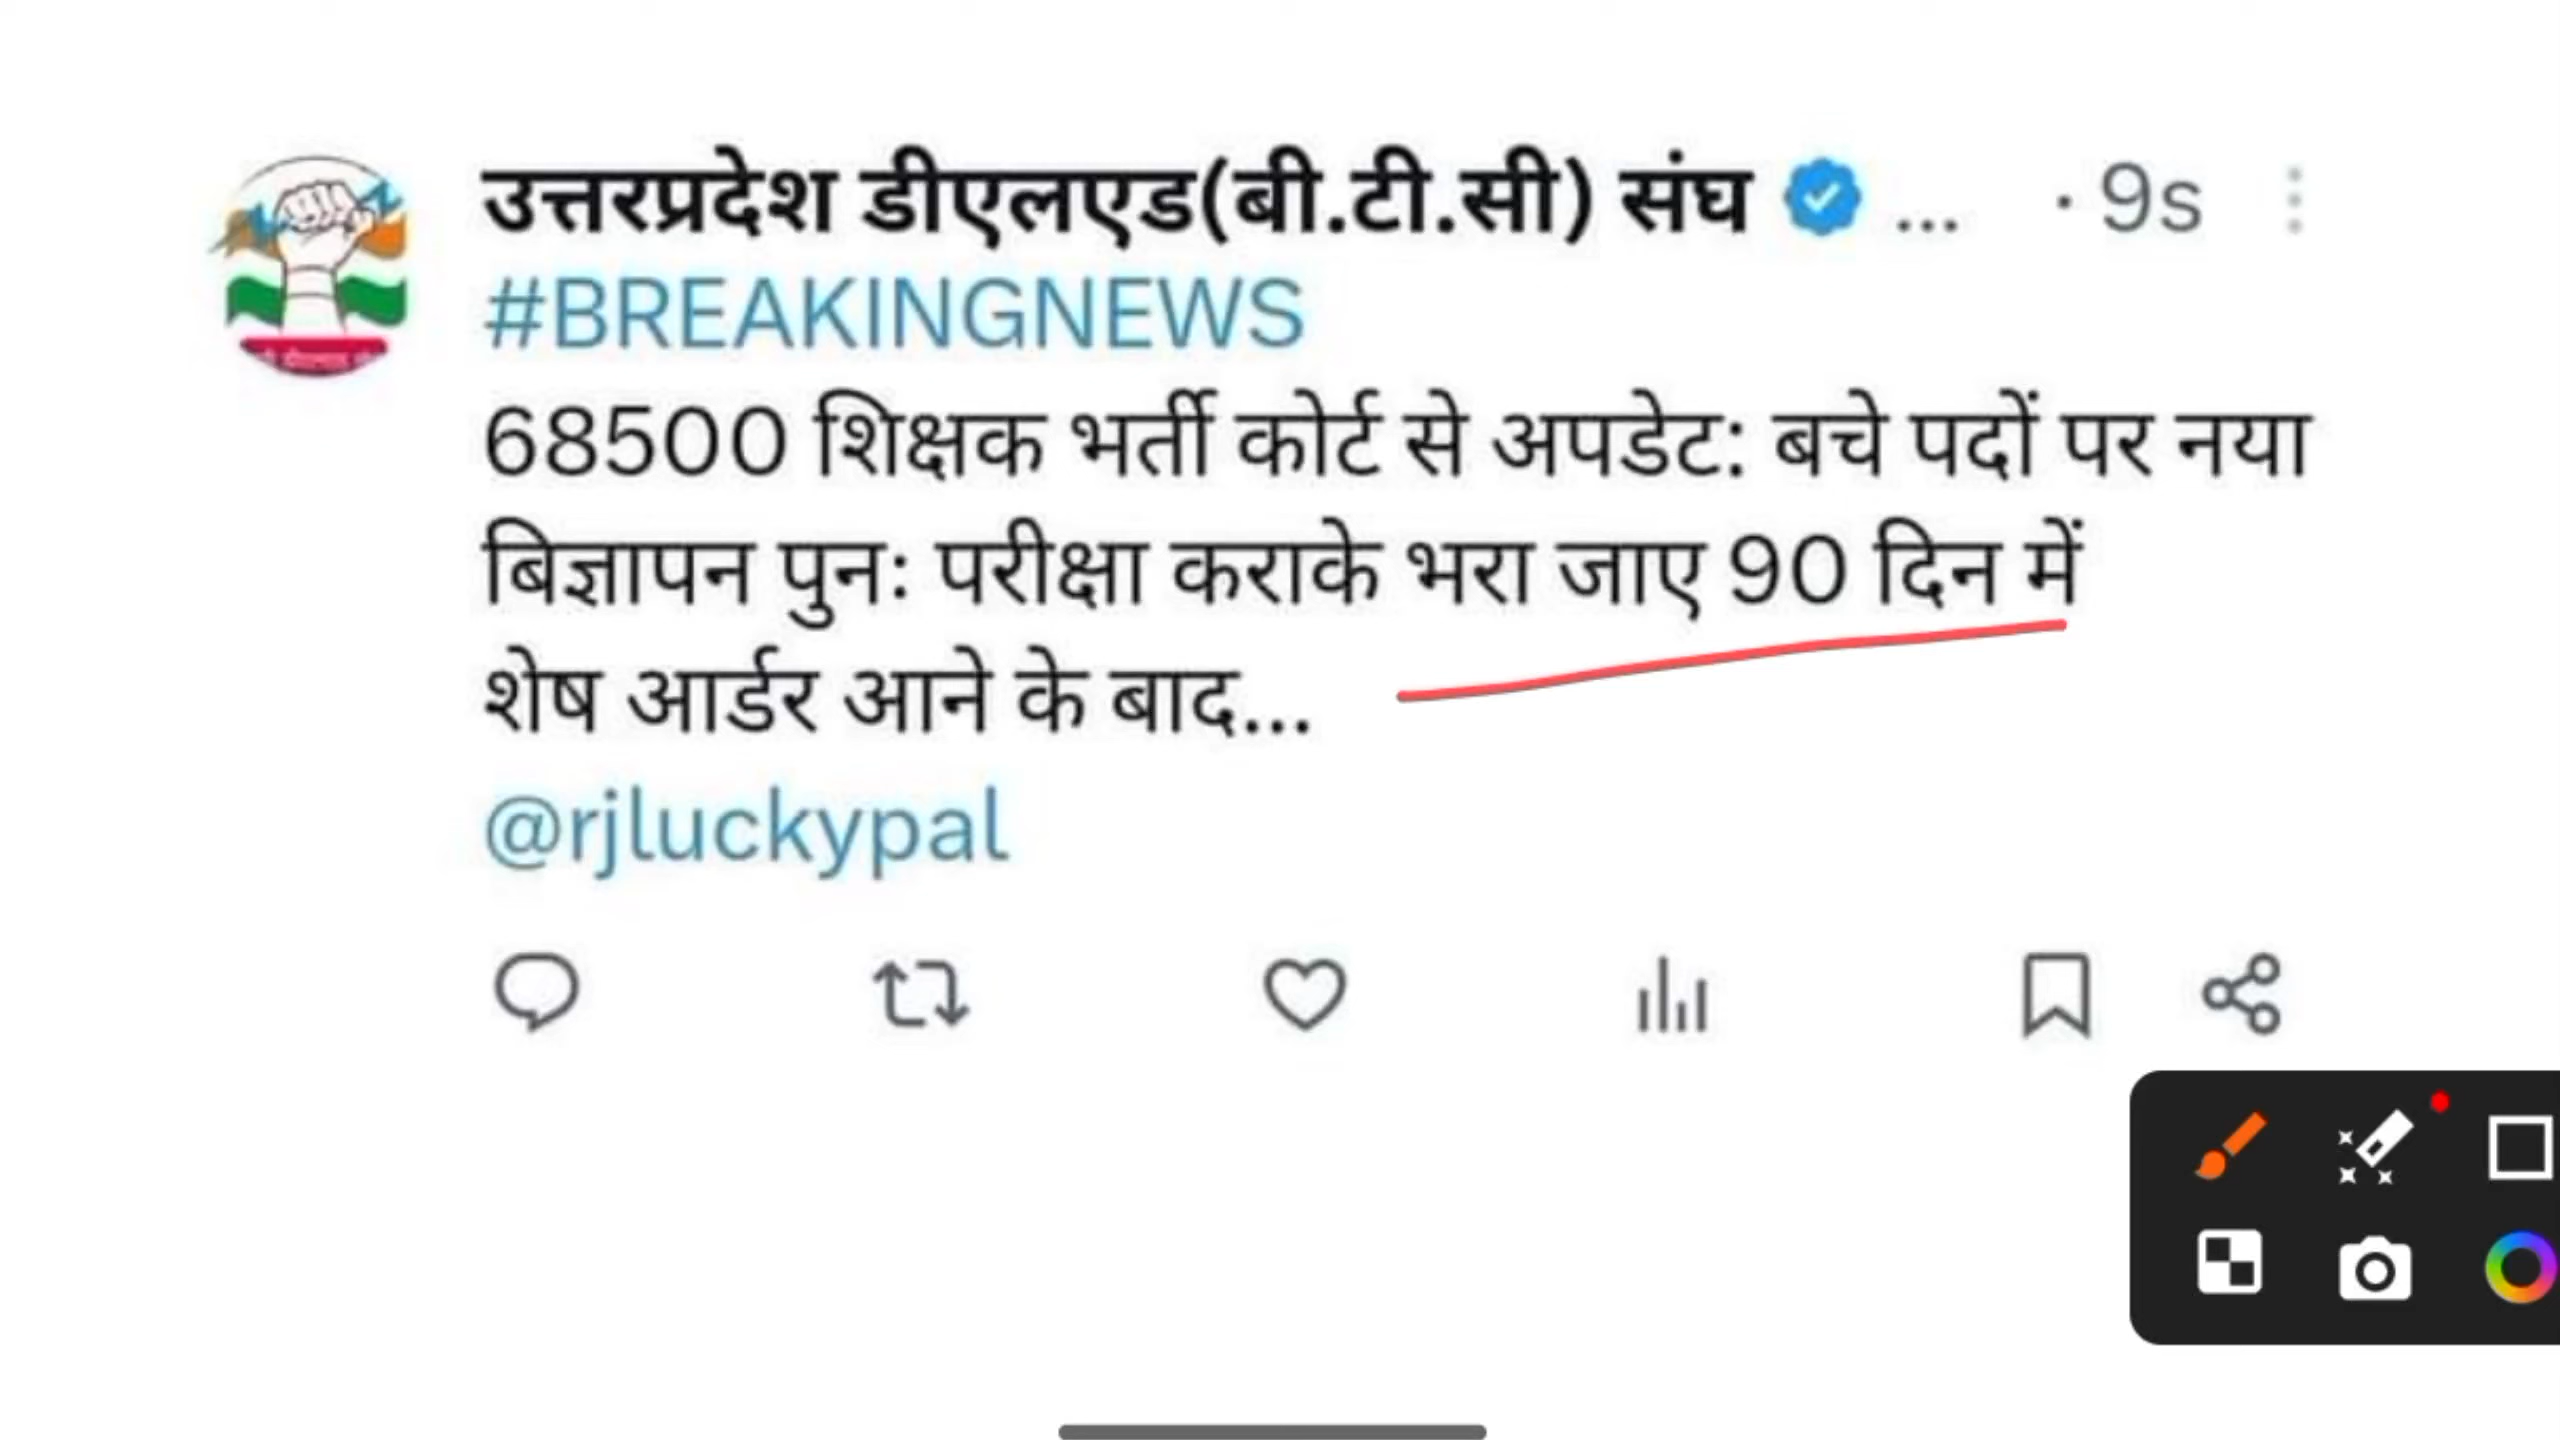 उत्तरप्रदेश डीएलएड(बी.टी.सी) संघ ... · 9s
#BREAKINGNEWS
68500 शिक्षक भर्ती कोर्ट से अपडेट: बचे पदों पर नया
बिज्ञापन पुनः परीक्षा कराके भरा जाए 90 दिन में
शेष आर्डर आने के बाद...
@rjluckypal